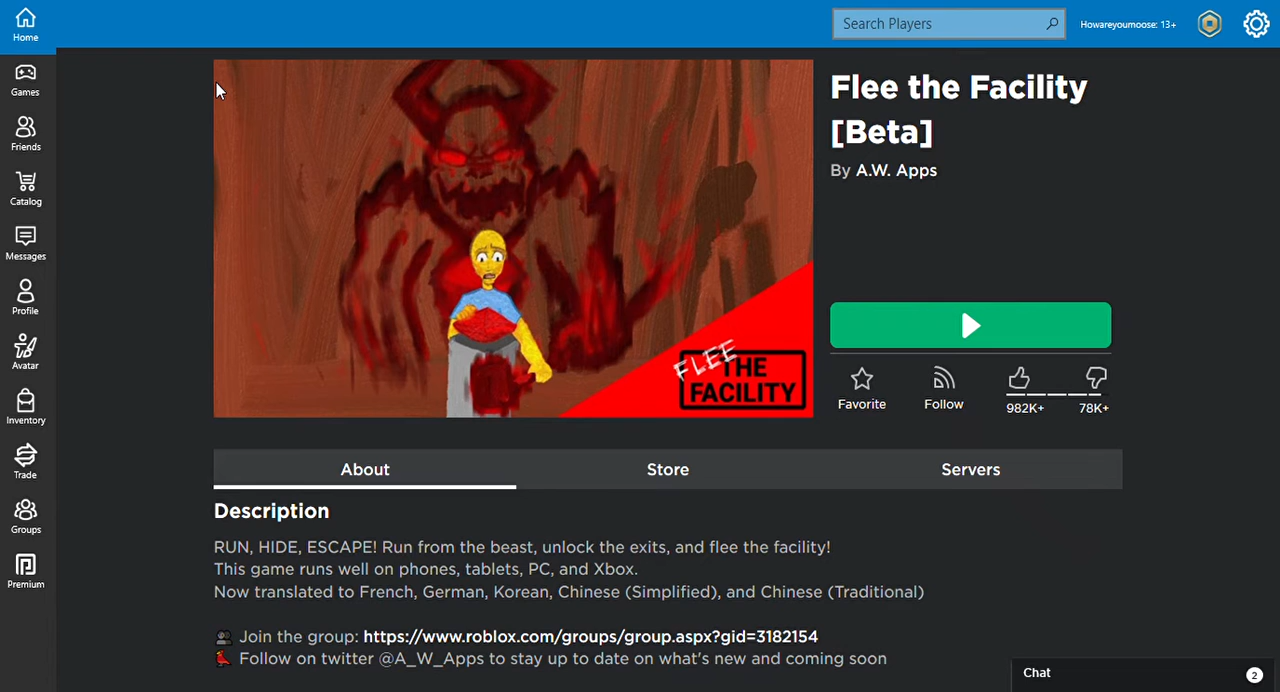 Home
Search Players
Howareyoumoose: 13+
Games
Friends
Catalog
Messages
Profile
Avatar
Inventory
Trade
Groups
Premium
FLEE
THE
FACILITY
Flee the Facility
[Beta]
By A.W. Apps
Favorite
Follow
982K+
78K+
About
Store
Servers
Description
RUN, HIDE, ESCAPE! Run from the beast, unlock the exits, and flee the facility!
This game runs well on phones, tablets, PC, and Xbox.
Now translated to French, German, Korean, Chinese (Simplified), and Chinese (Traditional)
Join the group: https://www.roblox.com/groups/group.aspx?gid=3182154
Follow on twitter @A_W_Apps to stay up to date on what's new and coming soon
Chat
2